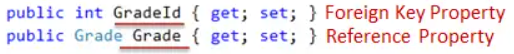 public int GradeId { get; set; } Foreign Key Property
public Grade Grade { get; set; } Reference Property